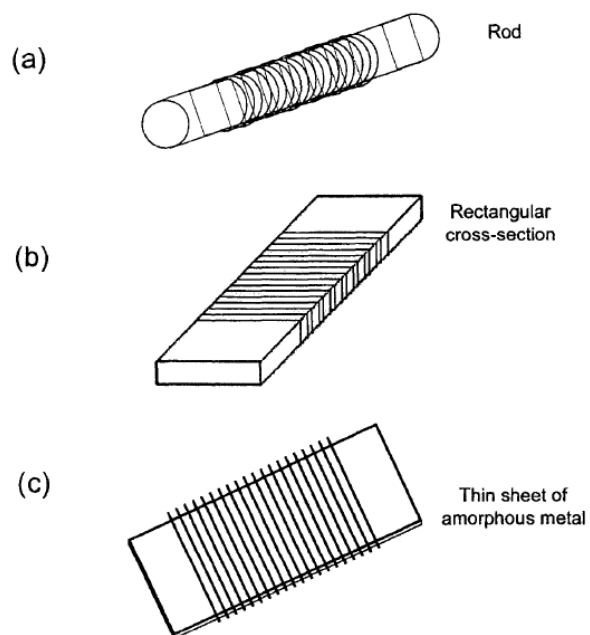 (a)
Rod
(b)
Rectangular
cross-section
(c)
Thin sheet of
amorphous metal